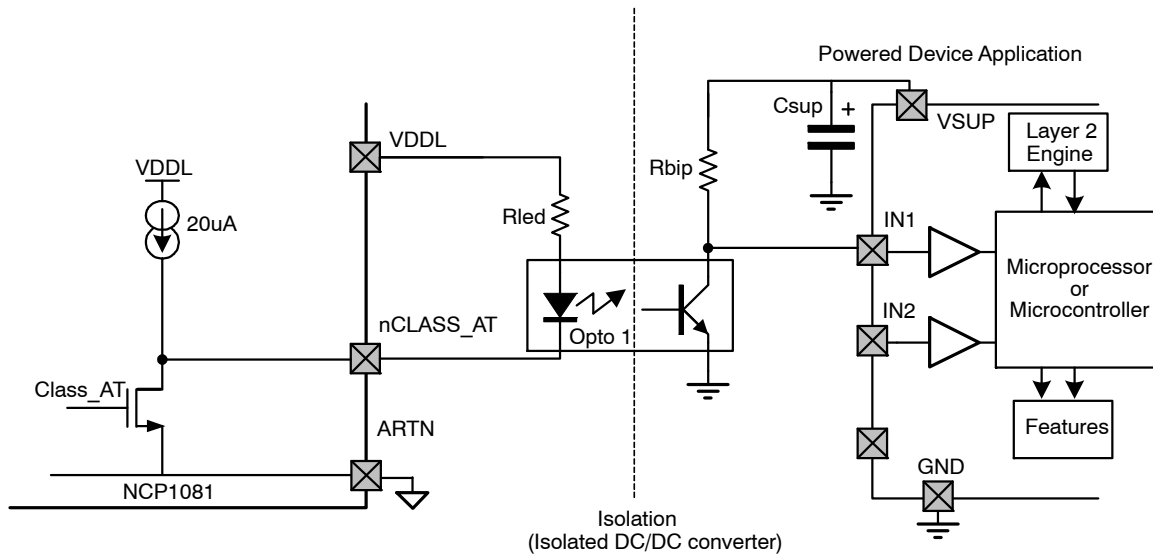 Powered Device Application
Csup
+
VSUP
VDDL
Layer 2
Engine
VDDL
Rbip
20uA
Rled
IN1
Microprocessor
or
Microcontroller
nCLASS_AT
Opto 1
IN2
Class_AT
ARTN
Features
GND
NCP1081
Isolation
(Isolated DC/DC converter)